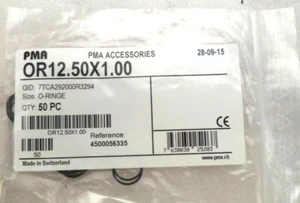 PMA PMA ACCESSORIES 28-09-15
OR12.50X1.00
GID: 7TCA292000R3294
Size: O-RINGE
QTY: 50 PC
OR12.50X1.00 Reference:
50 4500056335
Made in Switzerland www.pma.ch